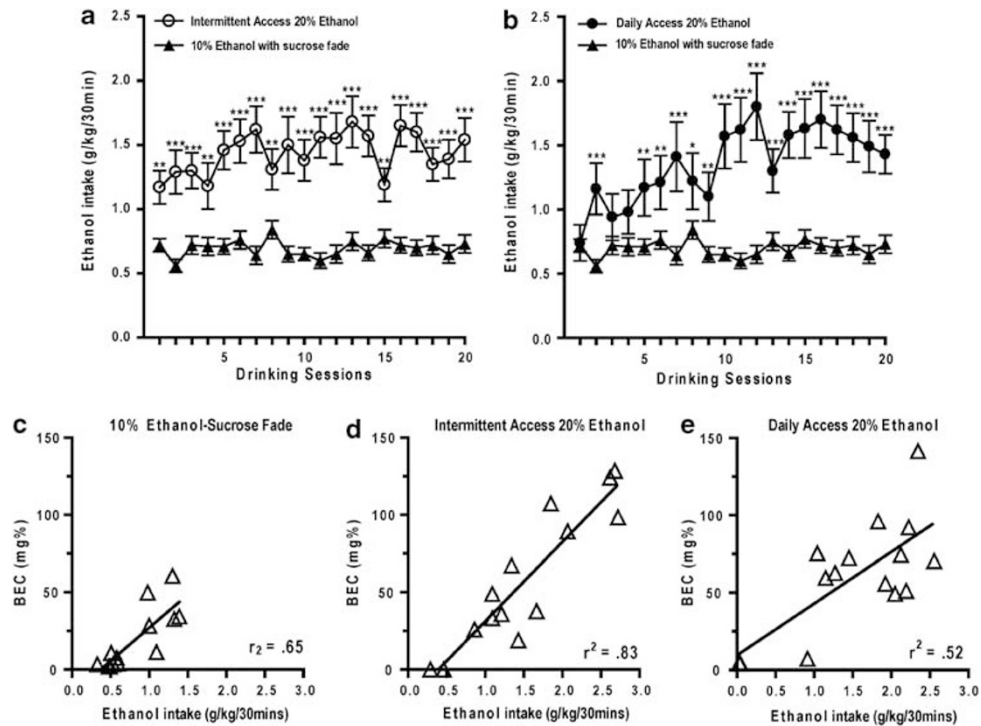 a
Intermittent Access 20% Ethanol
10% Ethanol with sucrose fade
Ethanol intake (g/kg/30min)
2.5
2.0
1.5
1.0
0.5
0.0
** *** *** ** *** *** *** ** *** ** *** *** *** *** ** *** *** ** *** ***
5 10 15 20
Drinking Sessions
b
Daily Access 20% Ethanol
10% Ethanol with sucrose fade
Ethanol intake (g/kg/30min)
2.5
2.0
1.5
1.0
0.5
0.0
*** ** ** *** * ** *** *** *** *** *** *** *** *** *** *** ***
5 10 15 20
Drinking Sessions
c
10% Ethanol-Sucrose Fade
BEC (mg%)
150
100
50
0
r2 = .65
0.0 0.5 1.0 1.5 2.0 2.5 3.0
Ethanol intake (g/kg/30mins)
d
Intermittent Access 20% Ethanol
BEC (mg%)
150
100
50
0
r² = .83
0.0 0.5 1.0 1.5 2.0 2.5 3.0
Ethanol intake (g/kg/30mins)
e
Daily Access 20% Ethanol
BEC (mg%)
150
100
50
0
r² = .52
0.0 0.5 1.0 1.5 2.0 2.5 3.0
Ethanol intake (g/kg/30mins)